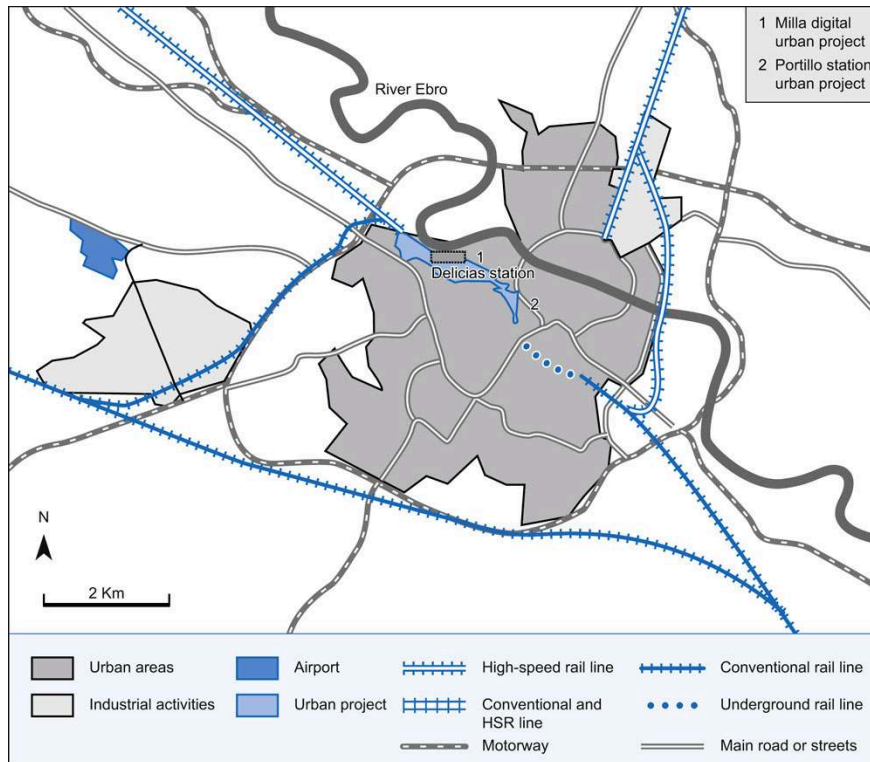 1 Milla digital
urban project
2 Portillo station
urban project
River Ebro
1
Delicias station
2
N
2 Km
Urban areas
Airport
High-speed rail line
Conventional rail line
Industrial activities
Urban project
Conventional and
HSR line
Underground rail line
Motorway
Main road or streets